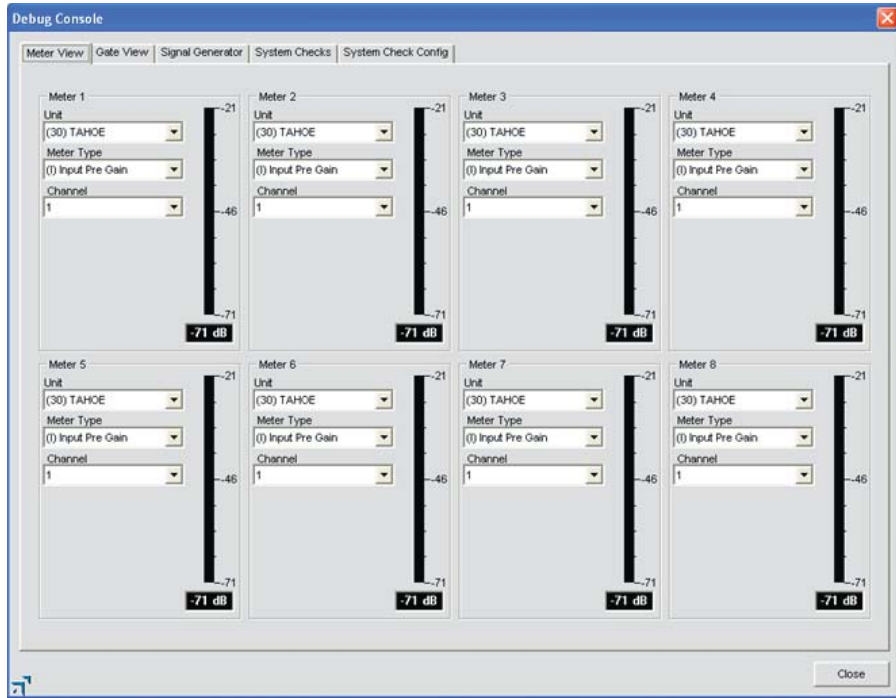 Debug Console
Meter View Gate View Signal Generator System Checks System Check Config
Meter 1 Meter 2 Meter 3 Meter 4
Unit -21 Unit -21 Unit -21 Unit -21
(30) TAHOE (30) TAHOE (30) TAHOE (30) TAHOE
Meter Type Meter Type Meter Type Meter Type
(I) Input Pre Gain (I) Input Pre Gain (I) Input Pre Gain (I) Input Pre Gain
Channel Channel Channel Channel
1 -46 1 -46 1 -46 1 -46
-71 -71 -71 -71
-71 dB -71 dB -71 dB -71 dB
Meter 5 Meter 6 Meter 7 Meter 8
Unit -21 Unit -21 Unit -21 Unit -21
(30) TAHOE (30) TAHOE (30) TAHOE (30) TAHOE
Meter Type Meter Type Meter Type Meter Type
(I) Input Pre Gain (I) Input Pre Gain (I) Input Pre Gain (I) Input Pre Gain
Channel Channel Channel Channel
1 -46 1 -46 1 -46 1 -46
-71 -71 -71 -71
-71 dB -71 dB -71 dB -71 dB
Close